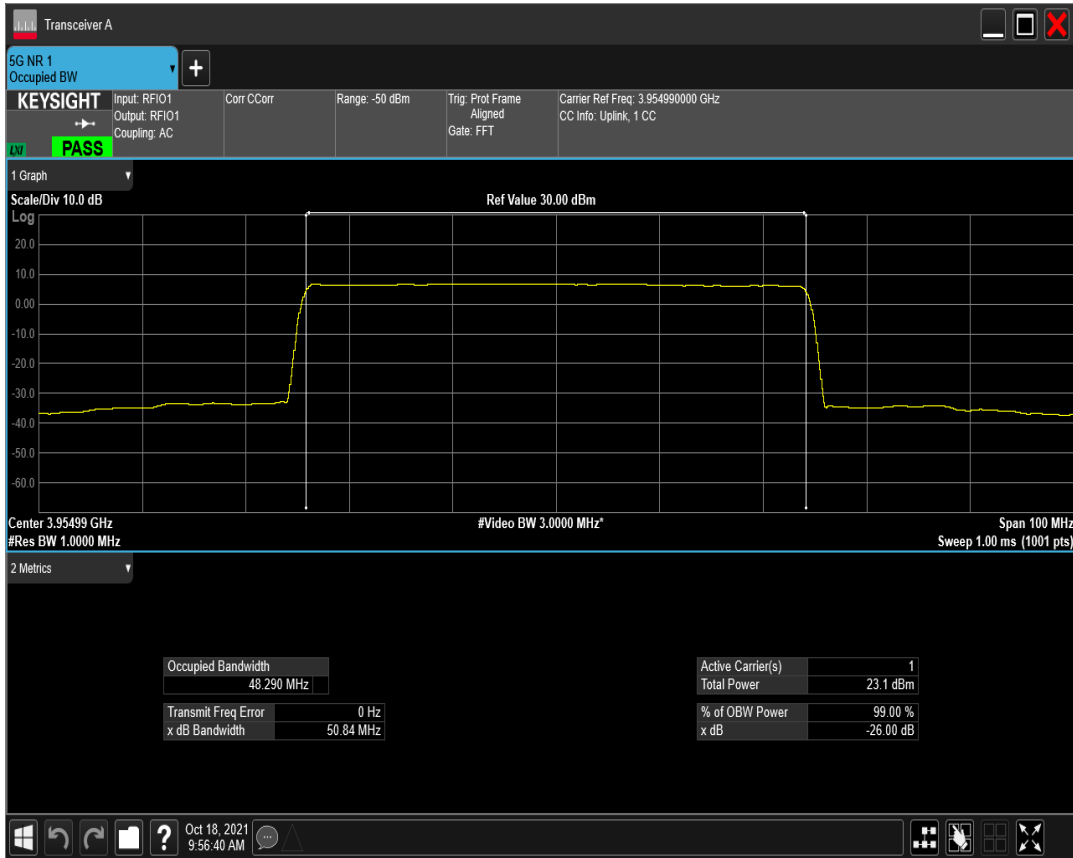 Transceiver A
5G NR 1
Occupied BW
KEYSIGHT
LXI
PASS
Input: RFIO1
Output: RFIO1
Coupling: AC
Corr CCorr
Range: -50 dBm
Trig: Prot Frame
Aligned
Gate: FFT
Carrier Ref Freq: 3.954990000 GHz
CC Info: Uplink, 1 CC
1 Graph
Scale/Div 10.0 dB
Ref Value 30.00 dBm
Log
20.0
10.0
0.00
-10.0
-20.0
-30.0
-40.0
-50.0
-60.0
Center 3.95499 GHz
#Video BW 3.0000 MHz*
Span 100 MHz
#Res BW 1.0000 MHz
Sweep 1.00 ms (1001 pts)
2 Metrics
Occupied Bandwidth
48.290 MHz
Transmit Freq Error 0 Hz
x dB Bandwidth 50.84 MHz
Active Carrier(s) 1
Total Power 23.1 dBm
% of OBW Power 99.00 %
x dB -26.00 dB
?
Oct 18, 2021
9:56:40 AM